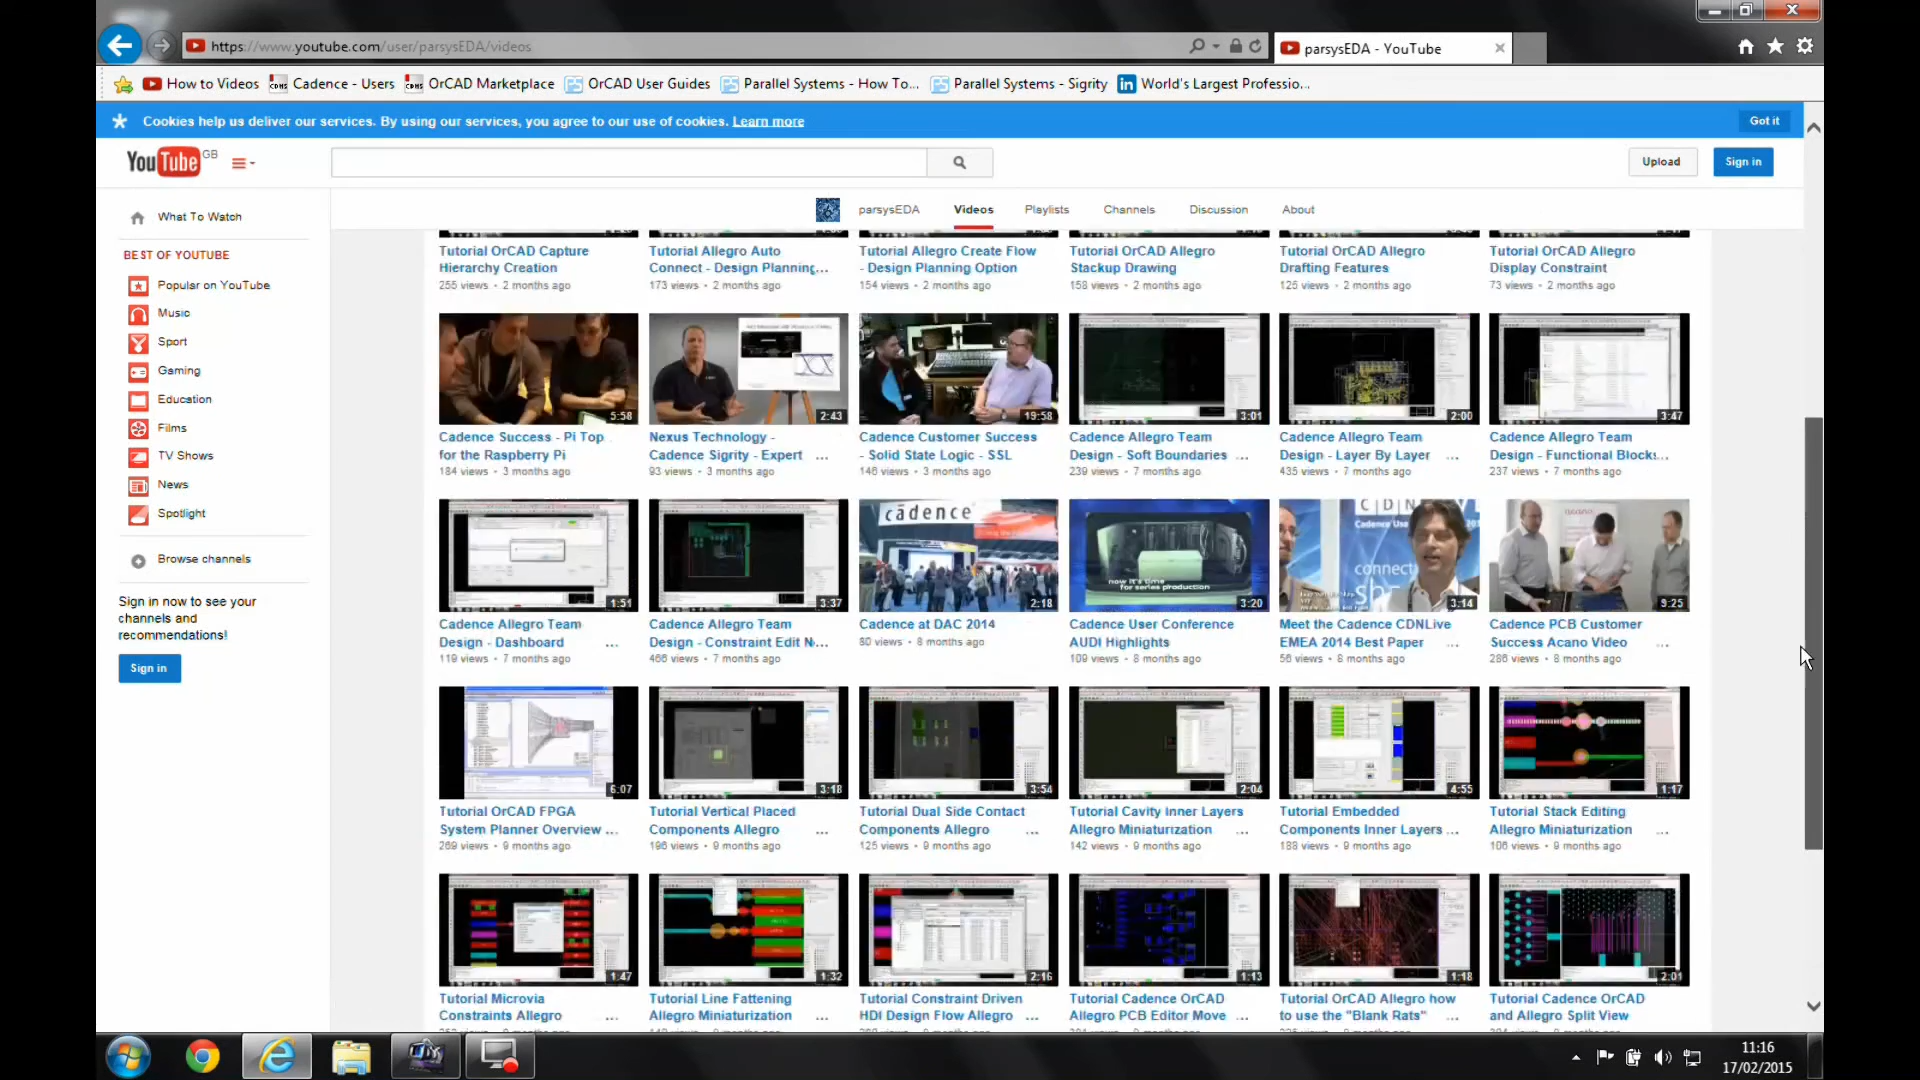 https://www.youtube.com/user/parsysEDA/videos
parsysEDA - YouTube
How to Videos
Cadence - Users
OrCAD Marketplace
OrCAD User Guides
Parallel Systems - How To...
Parallel Systems - Sigrity
World's Largest Professio...
Cookies help us deliver our services. By using our services, you agree to our use of cookies. Learn more
Got it
YouTube GB
Upload
Sign in
parsysEDA
Videos
Playlists
Channels
Discussion
About
What To Watch
BEST OF YOUTUBE
Popular on YouTube
Music
Sport
Gaming
Education
Films
TV Shows
News
Spotlight
Browse channels
Sign in now to see your
channels and
recommendations!
Sign in
Tutorial OrCAD Capture
Hierarchy Creation
255 views • 2 months ago
Tutorial Allegro Auto
Connect - Design Planning...
173 views • 2 months ago
Tutorial Allegro Create Flow
- Design Planning Option
154 views • 2 months ago
Tutorial OrCAD Allegro
Stackup Drawing
158 views • 2 months ago
Tutorial OrCAD Allegro
Drafting Features
125 views • 2 months ago
Tutorial OrCAD Allegro
Display Constraint
73 views • 2 months ago
5:58
Cadence Success - Pi Top
for the Raspberry Pi
184 views • 3 months ago
2:43
Nexus Technology -
Cadence Sigrity - Expert ...
93 views • 3 months ago
19:58
Cadence Customer Success
- Solid State Logic - SSL
146 views • 3 months ago
3:01
Cadence Allegro Team
Design - Soft Boundaries ...
239 views • 7 months ago
2:00
Cadence Allegro Team
Design - Layer By Layer ...
435 views • 7 months ago
3:47
Cadence Allegro Team
Design - Functional Blocks...
237 views • 7 months ago
1:51
Cadence Allegro Team
Design - Dashboard ...
119 views • 7 months ago
3:37
Cadence Allegro Team
Design - Constraint Edit N...
466 views • 7 months ago
cadence
2:18
Cadence at DAC 2014
80 views • 8 months ago
now it's time
for series production
3:20
Cadence User Conference
AUDI Highlights
109 views • 8 months ago
CDN
Cadence Use
connect
sh
3:14
Meet the Cadence CDNLive
EMEA 2014 Best Paper ...
56 views • 8 months ago
acano
9:25
Cadence PCB Customer
Success Acano Video ...
286 views • 8 months ago
6:07
Tutorial OrCAD FPGA
System Planner Overview ...
269 views • 9 months ago
3:18
Tutorial Vertical Placed
Components Allegro ...
196 views • 9 months ago
3:54
Tutorial Dual Side Contact
Components Allegro ...
125 views • 9 months ago
2:04
Tutorial Cavity Inner Layers
Allegro Miniaturization ...
142 views • 9 months ago
4:55
Tutorial Embedded
Components Inner Layers ...
188 views • 9 months ago
1:17
Tutorial Stack Editing
Allegro Miniaturization ...
106 views • 9 months ago
1:47
Tutorial Microvia
Constraints Allegro ...
1:32
Tutorial Line Fattening
Allegro Miniaturization ...
2:16
Tutorial Constraint Driven
HDI Design Flow Allegro ...
1:13
Tutorial Cadence OrCAD
Allegro PCB Editor Move ...
1:18
Tutorial OrCAD Allegro how
to use the "Blank Rats" ...
2:01
Tutorial Cadence OrCAD
and Allegro Split View ...
11:16
17/02/2015